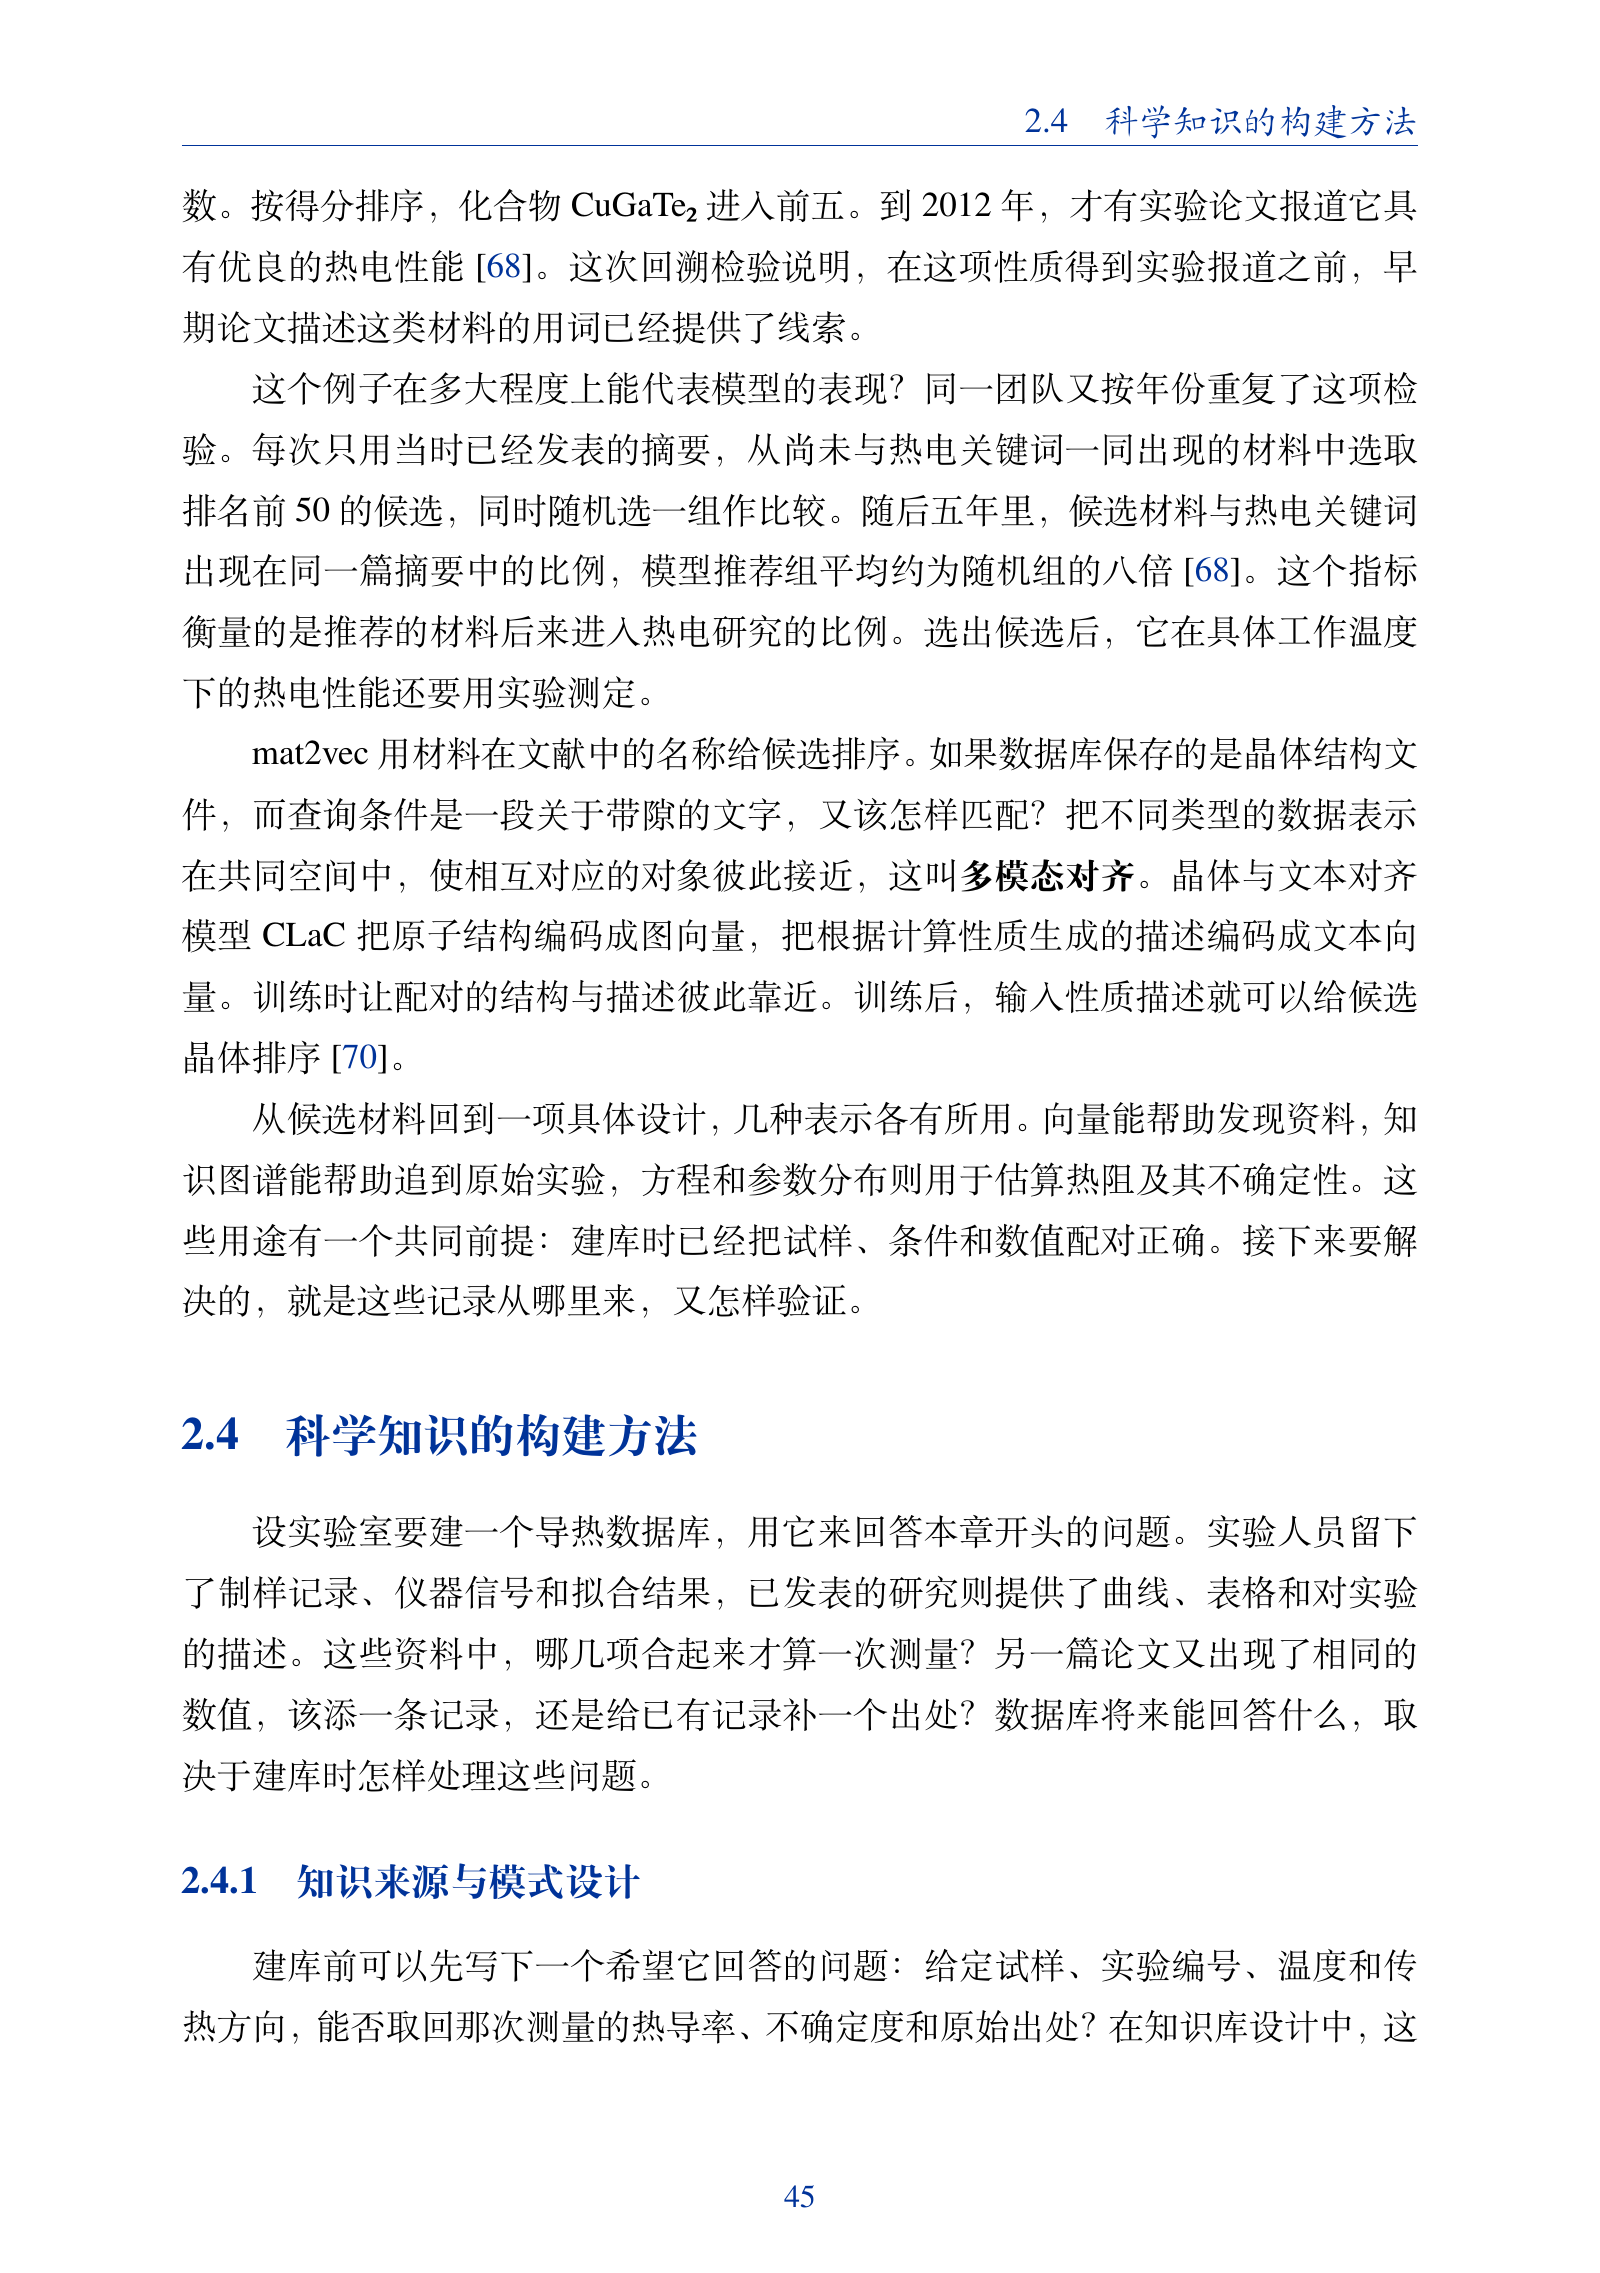 2.4 科学知识的构建方法
数。按得分排序，化合物 CuGaTe₂ 进入前五。到 2012 年，才有实验论文报道它具
有优良的热电性能 [68]。这次回溯检验说明，在这项性质得到实验报道之前，早
期论文描述这类材料的用词已经提供了线索。
这个例子在多大程度上能代表模型的表现？同一团队又按年份重复了这项检
验。每次只用当时已经发表的摘要，从尚未与热电关键词一同出现的材料中选取
排名前 50 的候选，同时随机选一组作比较。随后五年里，候选材料与热电关键词
出现在同一篇摘要中的比例，模型推荐组平均约为随机组的八倍 [68]。这个指标
衡量的是推荐的材料后来进入热电研究的比例。选出候选后，它在具体工作温度
下的热电性能还要用实验测定。
mat2vec 用材料在文献中的名称给候选排序。如果数据库保存的是晶体结构文
件，而查询条件是一段关于带隙的文字，又该怎样匹配？把不同类型的数据表示
在共同空间中，使相互对应的对象彼此接近，这叫多模态对齐。晶体与文本对齐
模型 CLaC 把原子结构编码成图向量，把根据计算性质生成的描述编码成文本向
量。训练时让配对的结构与描述彼此靠近。训练后，输入性质描述就可以给候选
晶体排序 [70]。
从候选材料回到一项具体设计，几种表示各有所用。向量能帮助发现资料，知
识图谱能帮助追到原始实验，方程和参数分布则用于估算热阻及其不确定性。这
些用途有一个共同前提：建库时已经把试样、条件和数值配对正确。接下来要解
决的，就是这些记录从哪里来，又怎样验证。
2.4 科学知识的构建方法
设实验室要建一个导热数据库，用它来回答本章开头的问题。实验人员留下
了制样记录、仪器信号和拟合结果，已发表的研究则提供了曲线、表格和对实验
的描述。这些资料中，哪几项合起来才算一次测量？另一篇论文又出现了相同的
数值，该添一条记录，还是给已有记录补一个出处？数据库将来能回答什么，取
决于建库时怎样处理这些问题。
2.4.1 知识来源与模式设计
建库前可以先写下一个希望它回答的问题：给定试样、实验编号、温度和传
热方向，能否取回那次测量的热导率、不确定度和原始出处？在知识库设计中，这
45